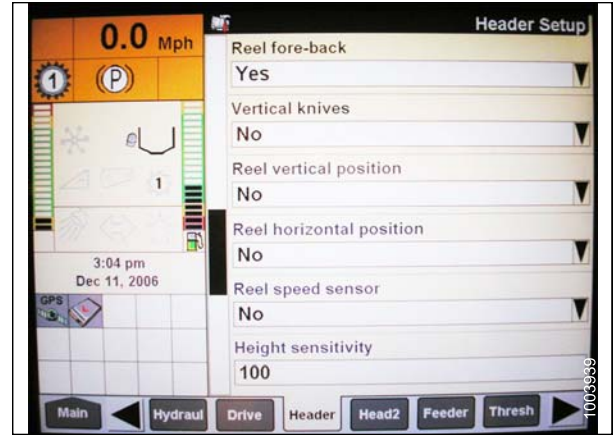 0.0 Mph
Header Setup
1
(P)
Reel fore-back
Yes
Vertical knives
No
Reel vertical position
No
1
Reel horizontal position
No
3:04 pm
Dec 11, 2006
Reel speed sensor
No
GPS
Height sensitivity
100
Main
Hydraul
Drive
Header
Head2
Feeder
Thresh
1003939